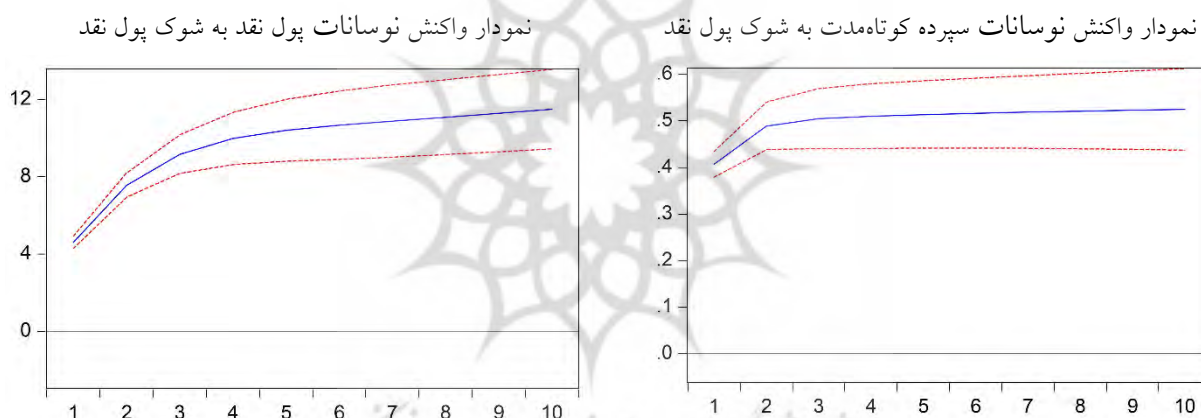 نمودار واکنش نوسانات سپرده کوتاه‌مدت به شوک پول نقد
.6
.5
.4
.3
.2
.1
.0
1 2 3 4 5 6 7 8 9 10
نمودار واکنش نوسانات پول نقد به شوک پول نقد
12
8
4
0
1 2 3 4 5 6 7 8 9 10